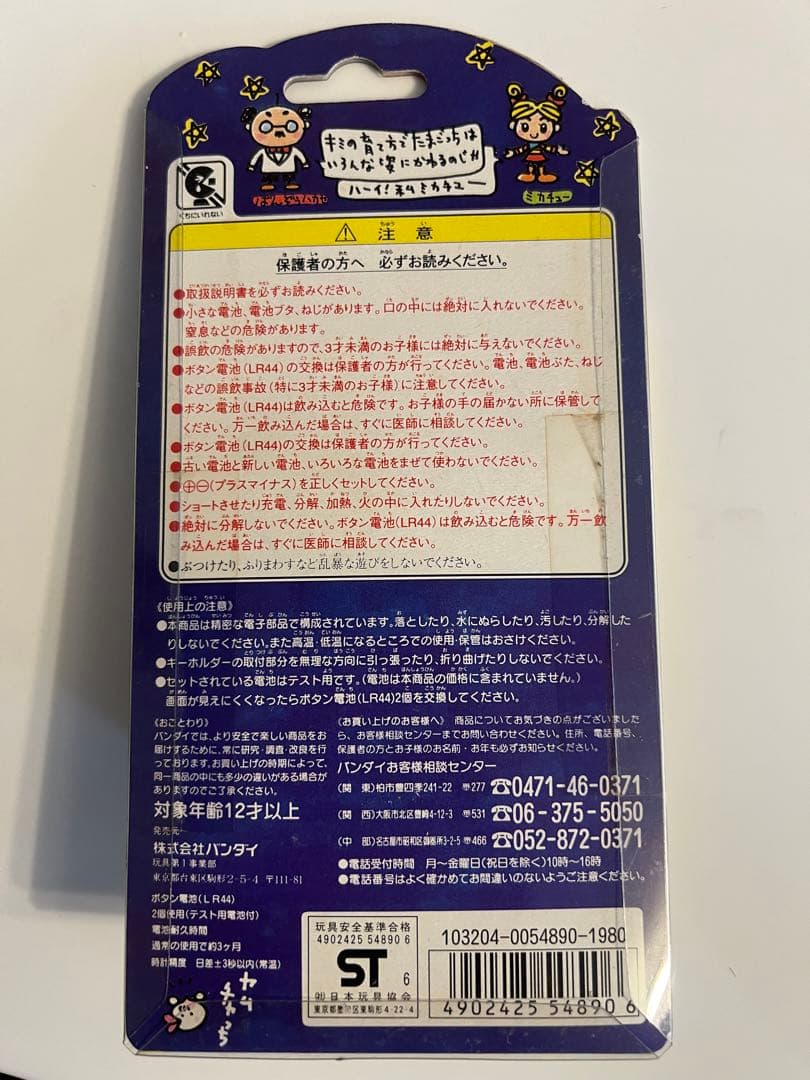 キミの育て方でたまごっちは
いろんな姿にかわるのじゃ
ハーイ!私ミカチュー
ミカチュー
くちにいれない
注意
保護者の方へ 必ずお読みください。
●取扱説明書を必ずお読みください。
●小さな電池、電池ブタ、ねじがあります。口の中には絶対に入れないでください。
窒息などの危険があります。
●誤飲の危険がありますので、3才未満のお子様には絶対に与えないでください。
●ボタン電池(LR44)の交換は保護者の方が行ってください。電池、電池ぶた、ねじ
などの誤飲事故(特に3才未満のお子様)に注意してください。
●ボタン電池(LR44)は飲み込むと危険です。お子様の手の届かない所に保管して
ください。万一飲み込んだ場合は、すぐに医師に相談してください。
●ボタン電池(LR44)の交換は保護者の方が行ってください。
●古い電池と新しい電池、いろいろな電池をまぜて使わないでください。
●⊕⊖(プラスマイナス)を正しくセットしてください。
●ショートさせたり充電、分解、加熱、火の中に入れたりしないでください。
●絶対に分解しないでください。ボタン電池(LR44)は飲み込むと危険です。万一飲
み込んだ場合は、すぐに医師に相談してください。
●ぶつけたり、ふりまわすなど乱暴な遊びをしないでください。
《使用上の注意》
●本商品は精密な電子部品で構成されています。落としたり、水にぬらしたり、汚したり、分解した
りしないでください。また高温・低温になるところでの使用・保管はおさけください。
●キーホルダーの取付部分を無理な方向に引っ張ったり、折り曲げたりしないでください。
●セットされている電池はテスト用です。(電池は本商品の価格に含まれていません。)
画面が見えにくくなったらボタン電池(LR44)2個を交換してください。
《おことわり》
バンダイでは、より安全で楽しい商品をお
届けするために、常に研究・調査・改良を行
っております。お買い上げの時期によって、
同一商品の中にも多少の違いがある場合が
ありますのでご了承ください。
対象年齢12才以上
発売元
株式会社バンダイ
玩具第1事業部
東京都台東区駒形2-5-4 〒111-81
ボタン電池(LR44)
2個使用(テスト用電池付)
電池耐久時間
通常の使用で約3ヶ月
時計精度 日差±3秒以内(常温)
《お買い上げのお客様へ》 商品についてお気づきの点がございました
ら、お客様相談センターまでお問い合わせください。住所、電話番号、
保護者の方とお子様のお名前・お年も必ずお知らせください。
バンダイお客様相談センター
(関 東)柏市豊四季241-22 〒277 ☎0471-46-0371
(関 西)大阪市北区豊崎4-12-3 〒531 ☎06-375-5050
(中 部)名古屋市昭和区御器所3-2-5 〒466 ☎052-872-0371
●電話受付時間 月〜金曜日(祝日を除く)10時〜16時
●電話番号はよく確かめてお間違いのないようご注意ください。
玩具安全基準合格
4902425 54890 6
ST 6
㈳日本玩具協会
東京都墨 区東駒形4-22-4
103204-0054890-1980
4902425 548906